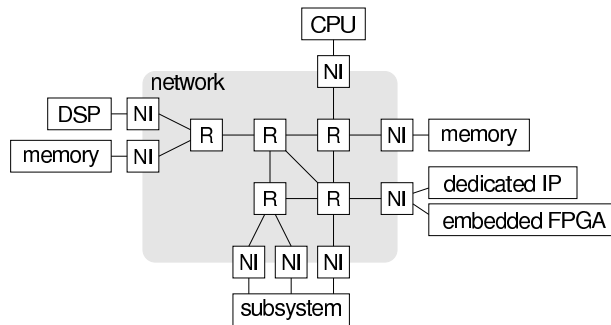 CPU
NI
network
DSP NI
R R R NI memory
memory NI
dedicated IP
R R NI
embedded FPGA
NI NI NI
subsystem